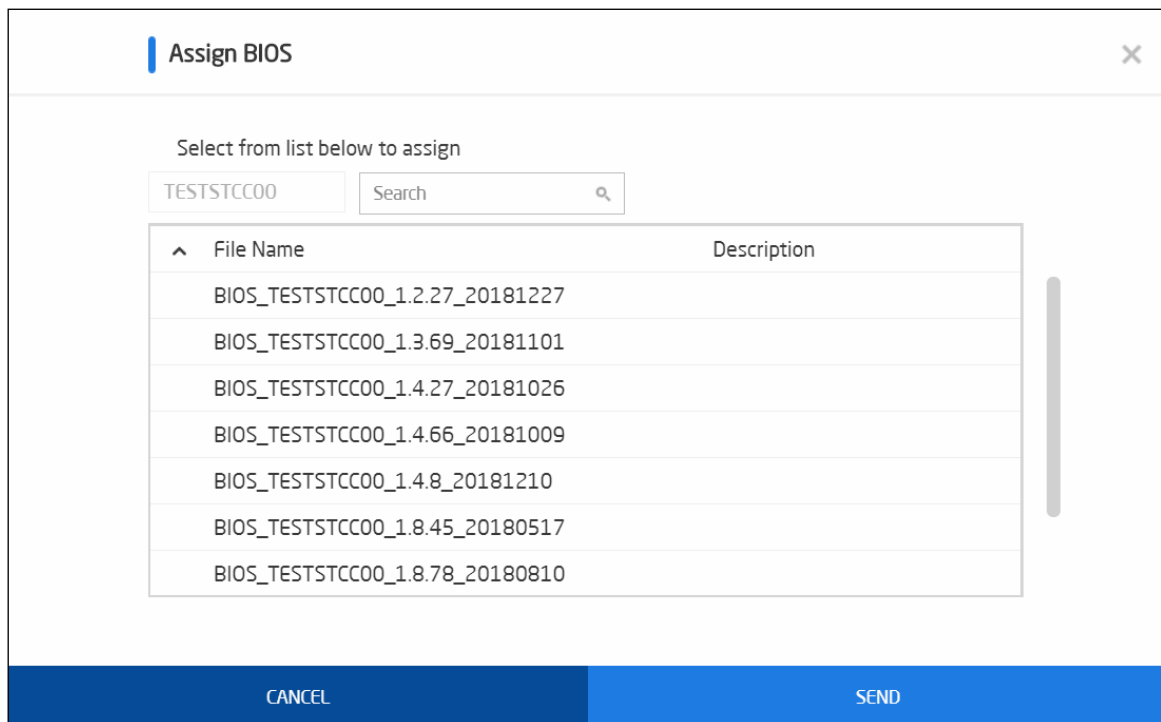 Assign BIOS
Select from list below to assign
TESTSTCC00 Search
File Name Description
BIOS_TESTSTCC00_1.2.27_20181227
BIOS_TESTSTCC00_1.3.69_20181101
BIOS_TESTSTCC00_1.4.27_20181026
BIOS_TESTSTCC00_1.4.66_20181009
BIOS_TESTSTCC00_1.4.8_20181210
BIOS_TESTSTCC00_1.8.45_20180517
BIOS_TESTSTCC00_1.8.78_20180810
CANCEL SEND